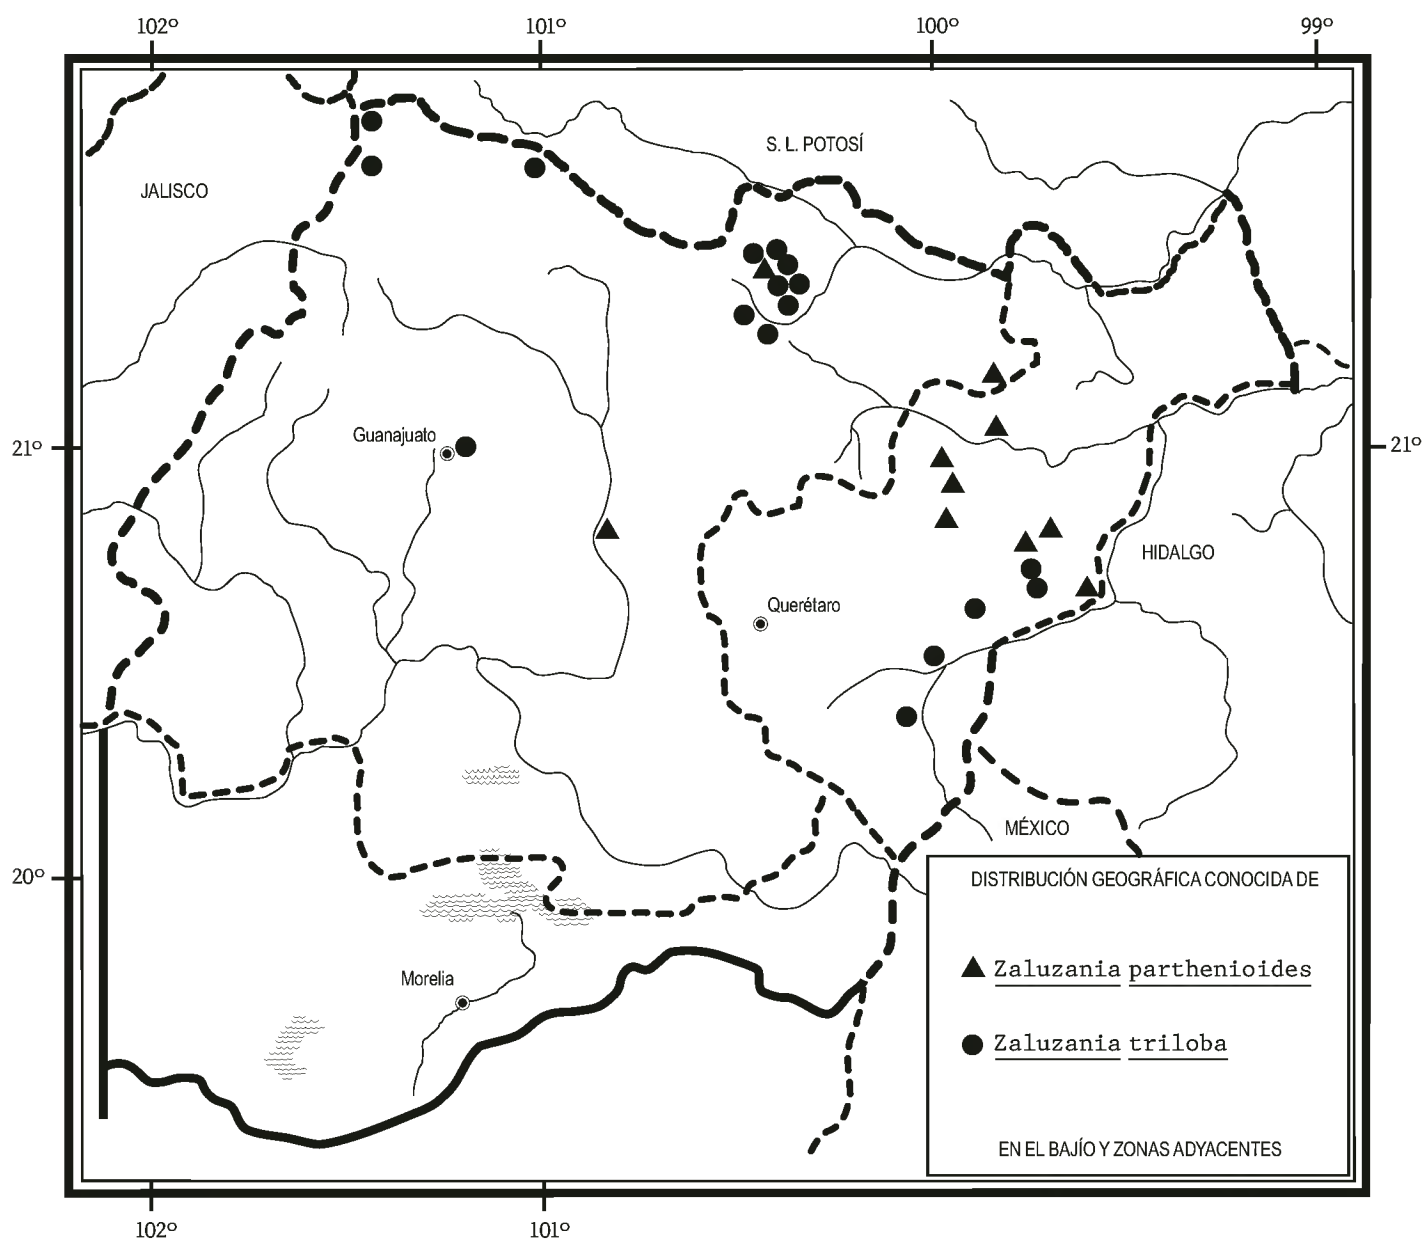 102º 101º 100º 99º
S. L. POTOSÍ
JALISCO
Guanajuato
21º 21º
HIDALGO
Querétaro
MÉXICO
20º
DISTRIBUCIÓN GEOGRÁFICA CONOCIDA DE
Zaluzania parthenioides
Morelia
Zaluzania triloba
EN EL BAJÍO Y ZONAS ADYACENTES
102º 101º